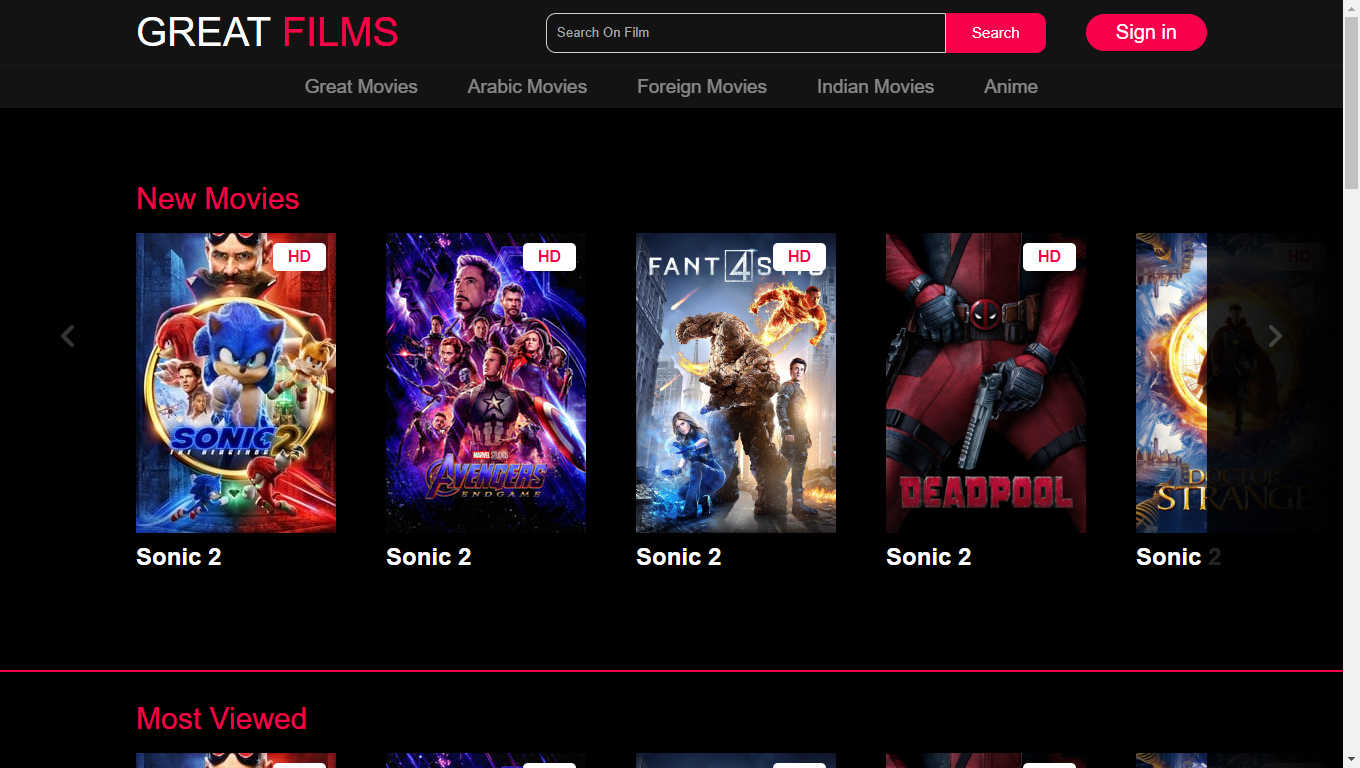 GREAT FILMS
Search On Film
Search
Sign in
Great Movies
Arabic Movies
Foreign Movies
Indian Movies
Anime
New Movies
HD
HD
HD
HD
HD
SONIC 2
THE HEDGEHOG
MARVEL STUDIOS
AVENGERS
ENDGAME
FANT4STIC
DEADPOOL
DOCTOR
STRANGE
Sonic 2
Sonic 2
Sonic 2
Sonic 2
Sonic 2
Most Viewed